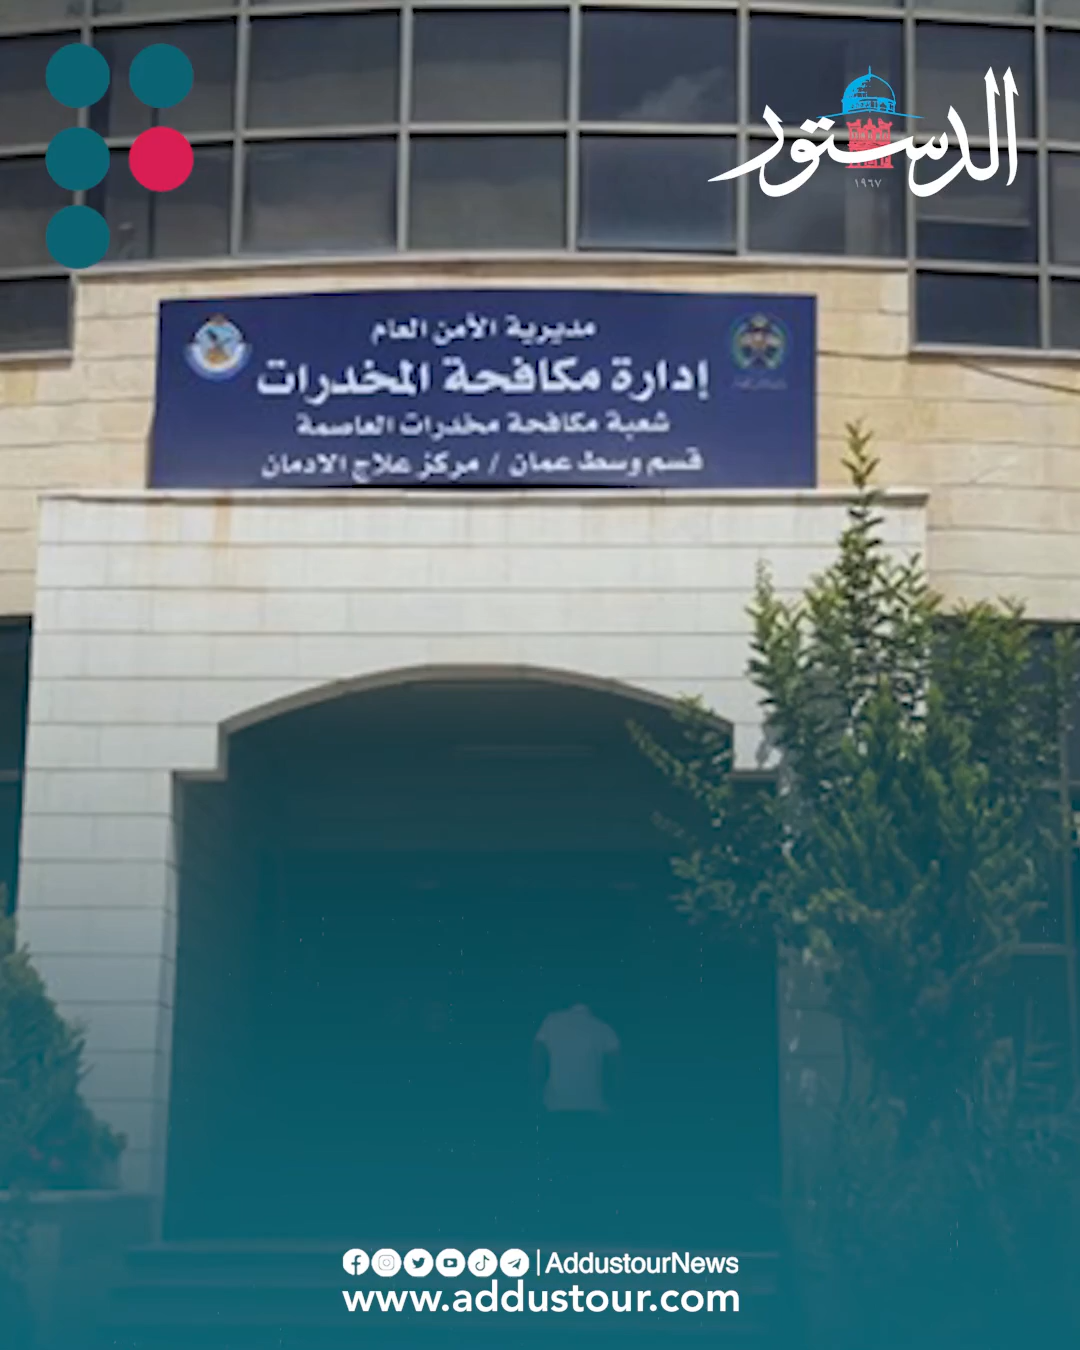 الدستور
١٩٦٧
مديرية الأمن العام
إدارة مكافحة المخدرات
شعبة مكافحة مخدرات العاصمة
قسم وسط عمان / مركز علاج الادمان
AddustourNews
www.addustour.com